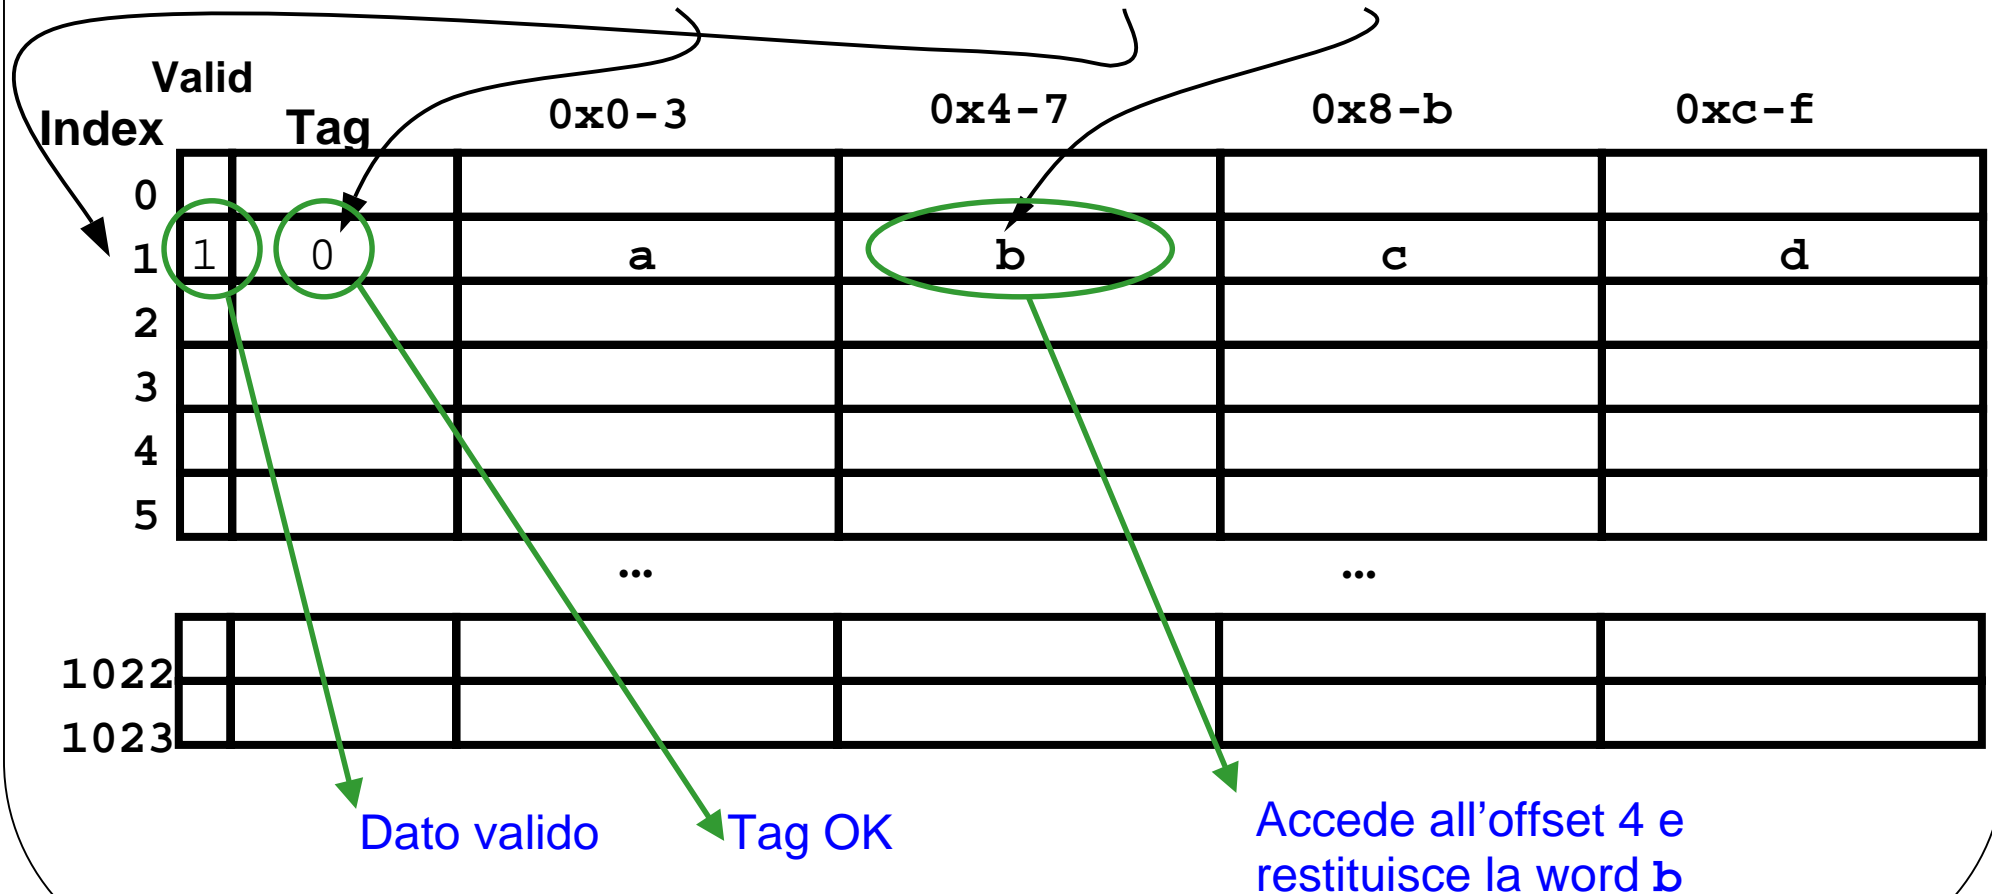 Valid
Index Tag 0x0-3 0x4-7 0x8-b 0xc-f
0
1 1 0 a b c d
2
3
4
5
... ...
1022
1023
Dato valido Tag OK Accede all’offset 4 e
restituisce la word b